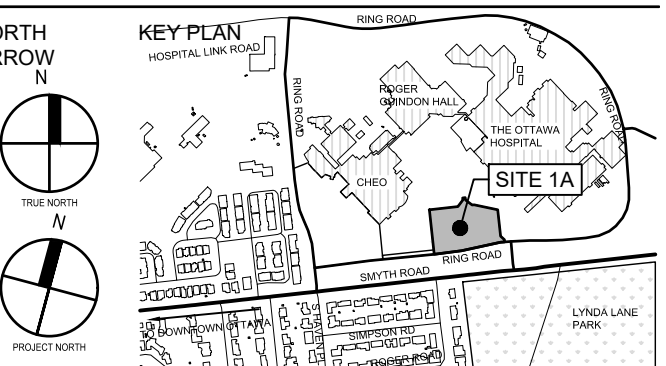 ORTH
RROW
N
TRUE NORTH
N
PROJECT NORTH
KEY PLAN
HOSPITAL LINK ROAD
RING ROAD
RING ROAD
ROGER
GUINDON HALL
RING ROAD
THE OTTAWA
HOSPITAL
CHEO
SITE 1A
RING ROAD
SMYTH ROAD
LYNDA LANE
PARK
TO DOWNTOWN OTTAWA
SIMPSON RD
ROGER ROAD